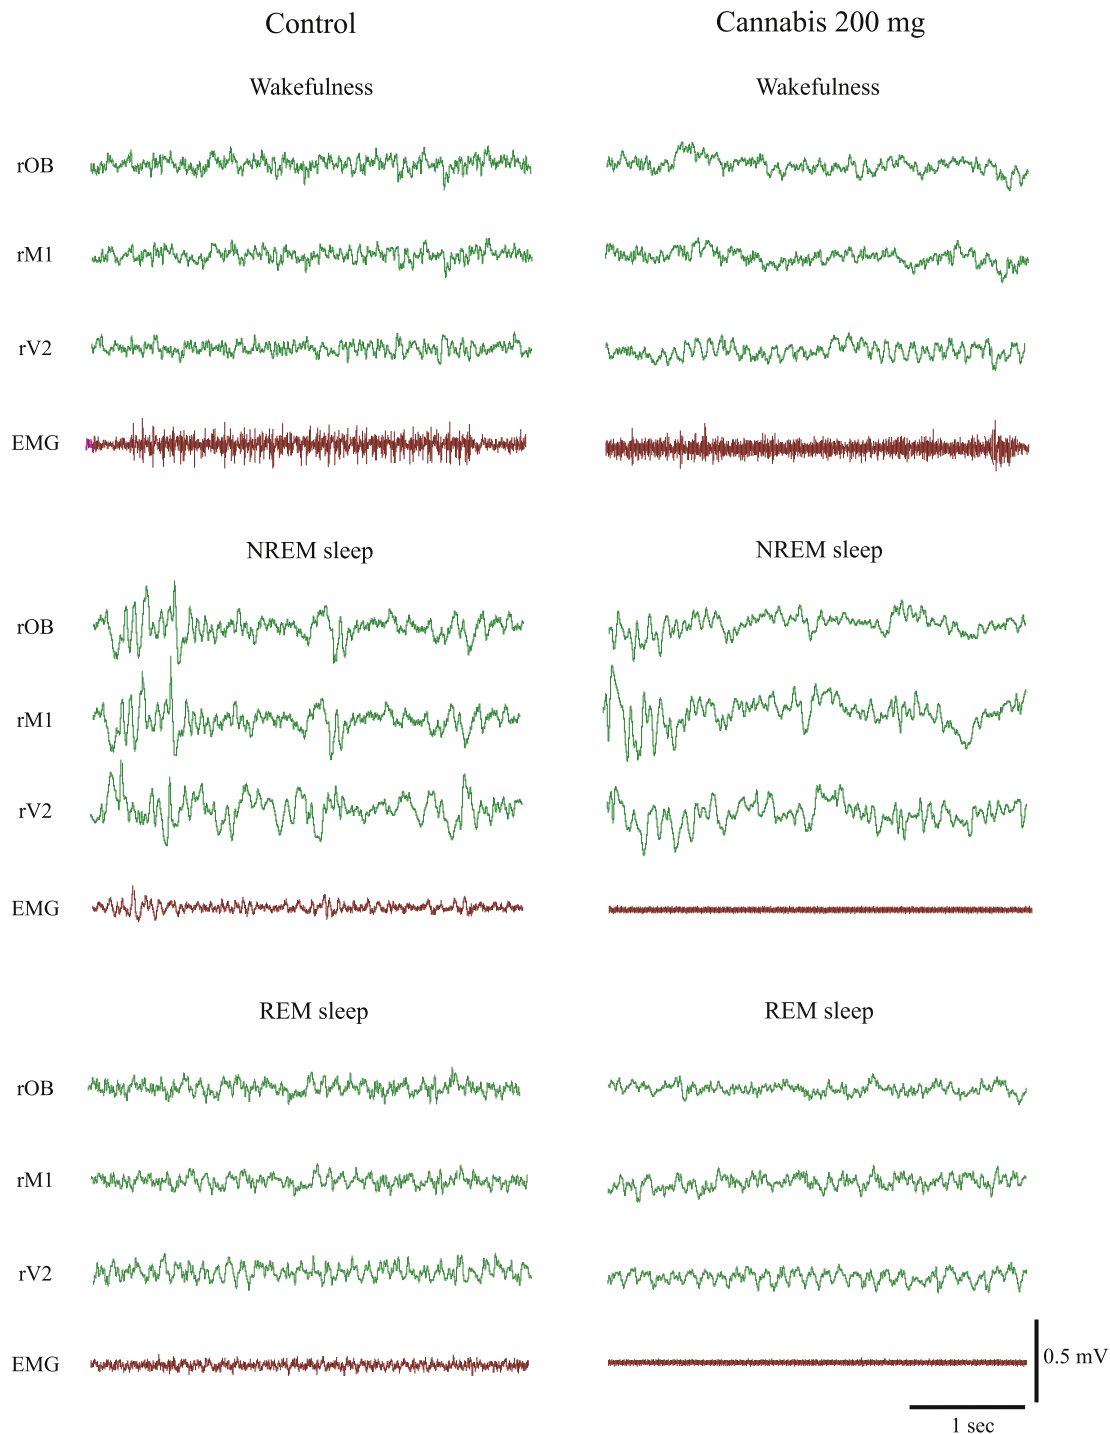 Control
Cannabis 200 mg
Wakefulness
Wakefulness
rOB
rM1
rV2
EMG
NREM sleep
NREM sleep
rOB
rM1
rV2
EMG
REM sleep
REM sleep
rOB
rM1
rV2
EMG
0.5 mV
1 sec